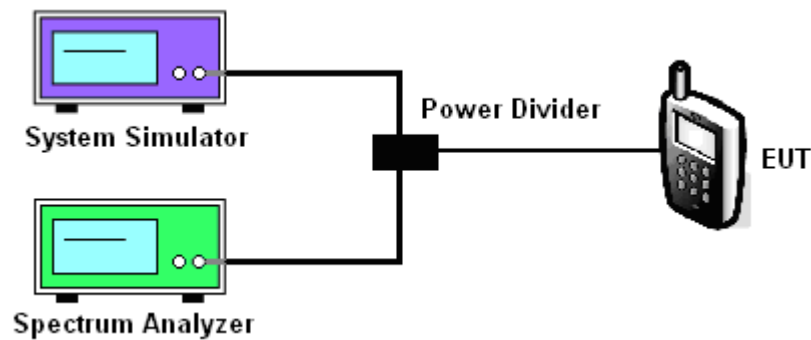 System Simulator
Power Divider
EUT
Spectrum Analyzer